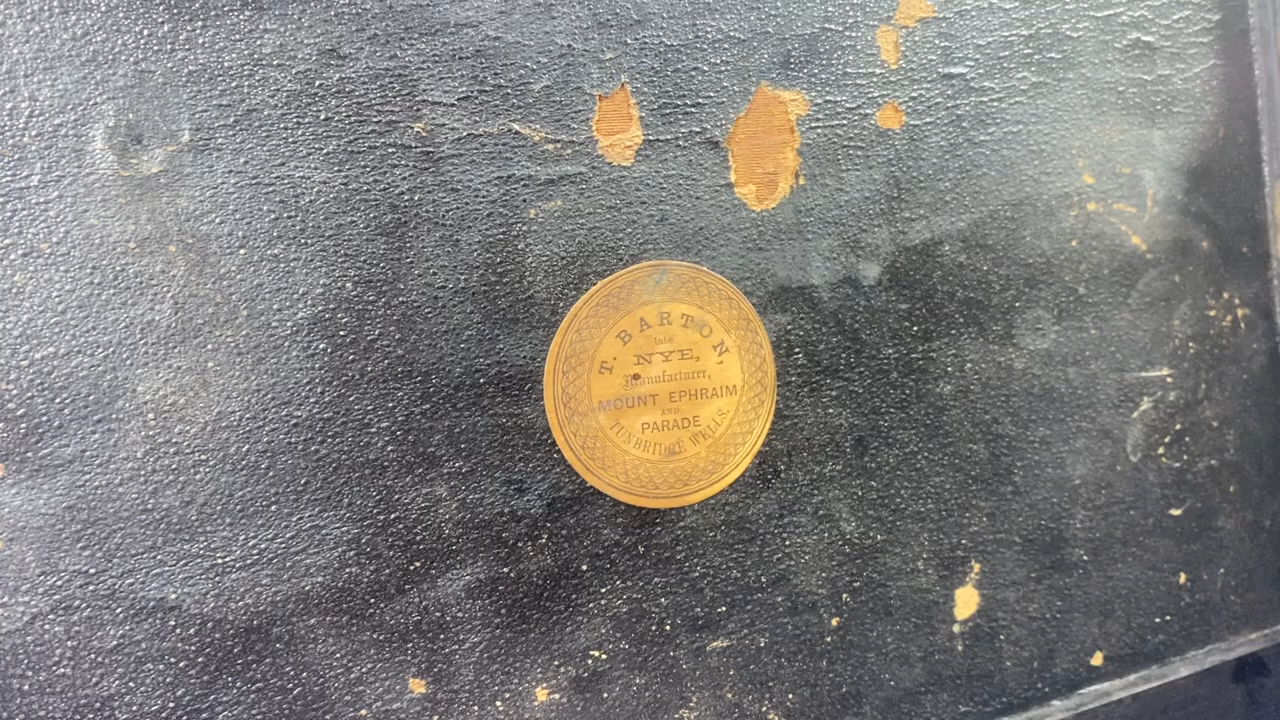 T. BARTON,
late
NYE,
Manufacturer,
MOUNT EPHRAIM
AND
PARADE
TUNBRIDGE WELLS.